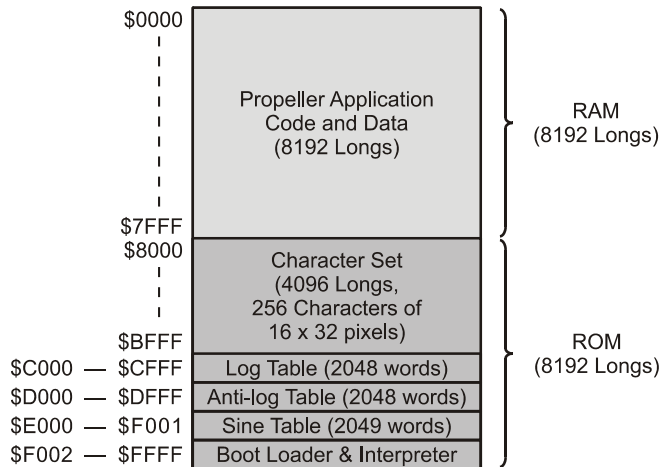 $0000
Propeller Application
Code and Data
(8192 Longs)
RAM
(8192 Longs)
$7FFF
$8000
Character Set
(4096 Longs,
256 Characters of
16 x 32 pixels)
$BFFF
ROM
(8192 Longs)
$C000 — $CFFF Log Table (2048 words)
$D000 — $DFFF Anti-log Table (2048 words)
$E000 — $F001 Sine Table (2049 words)
$F002 — $FFFF Boot Loader & Interpreter